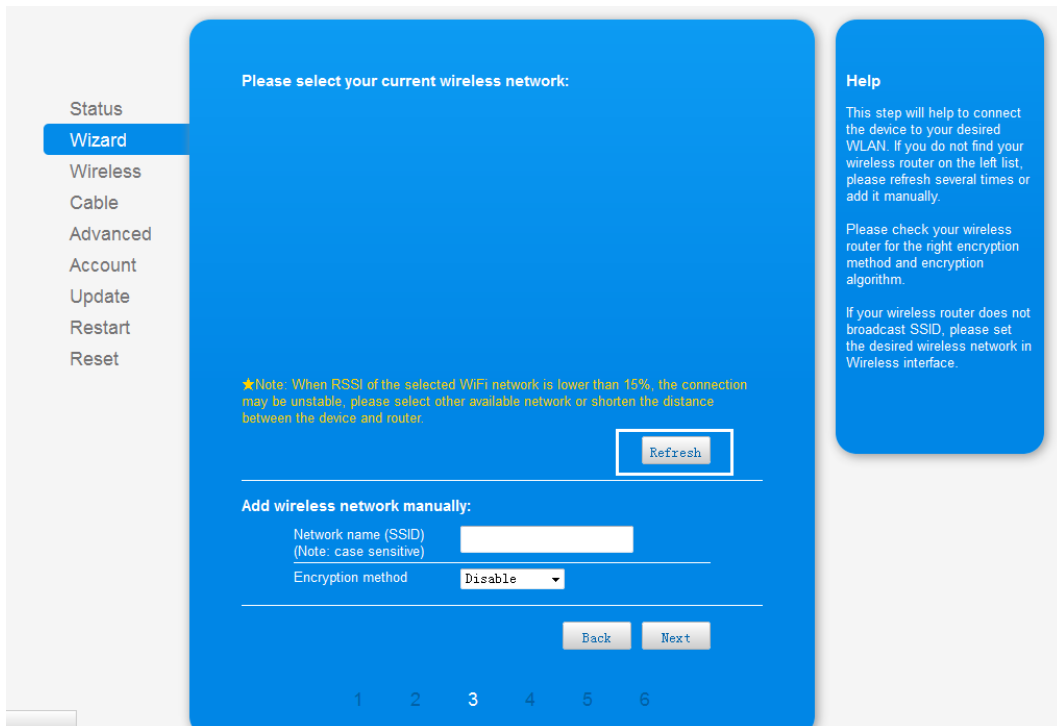 Status
Wizard
Wireless
Cable
Advanced
Account
Update
Restart
Reset
Please select your current wireless network:
★Note: When RSSI of the selected WiFi network is lower than 15%, the connection
may be unstable, please select other available network or shorten the distance
between the device and router.
Refresh
Add wireless network manually:
Network name (SSID)
(Note: case sensitive)
Encryption method
Disable
Back
Next
1 2 3 4 5 6
Help
This step will help to connect
the device to your desired
WLAN. If you do not find your
wireless router on the left list,
please refresh several times or
add it manually.
Please check your wireless
router for the right encryption
method and encryption
algorithm.
If your wireless router does not
broadcast SSID, please set
the desired wireless network in
Wireless interface.